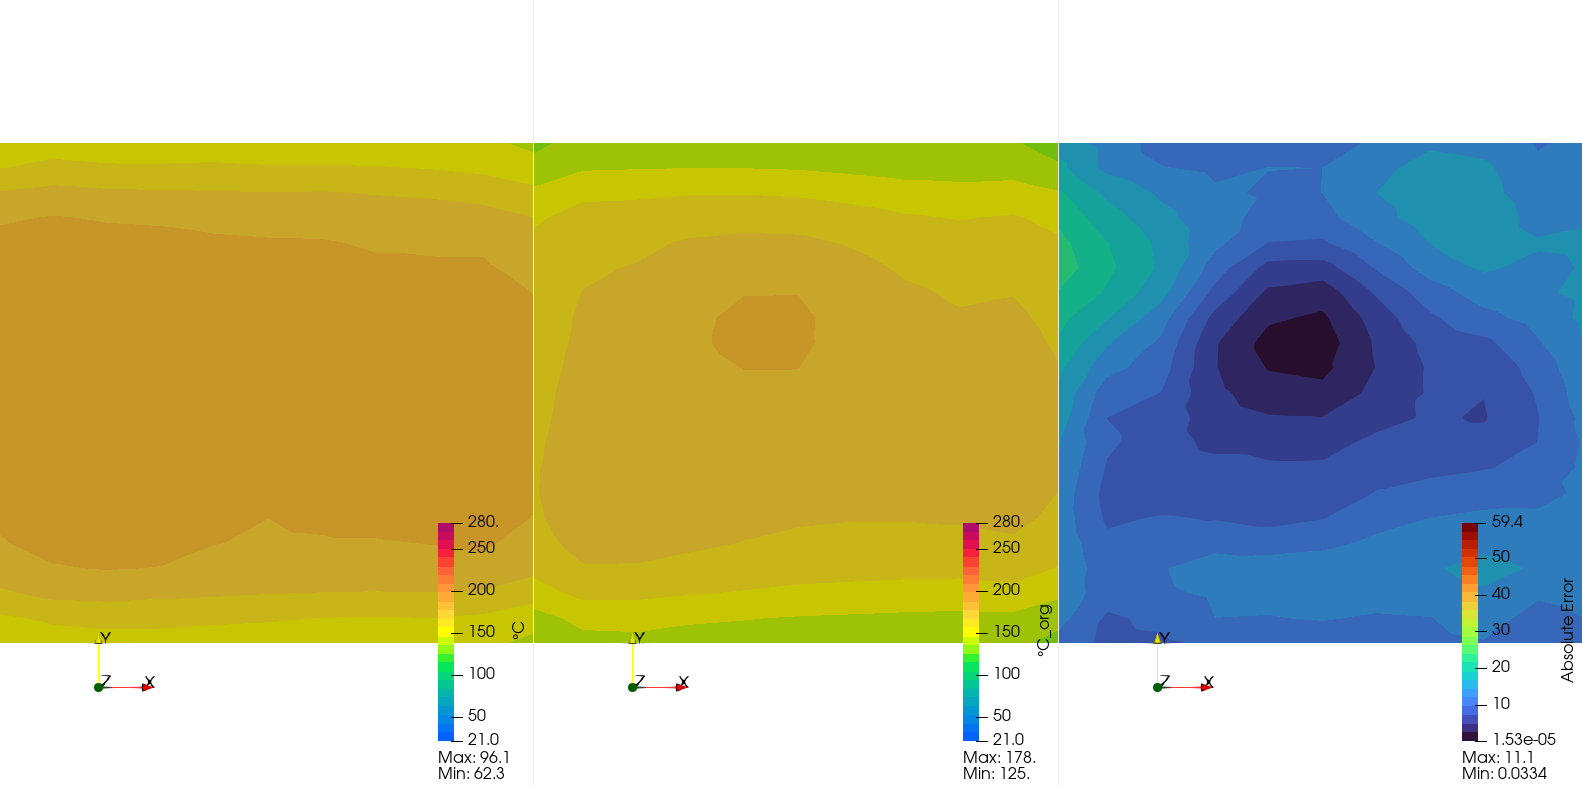 280.
250
200
150
100
50
21.0
°C
Max: 96.1
Min: 62.3
Y
Z
X
280.
250
200
150
100
50
21.0
°C_org
Max: 178.
Min: 125.
Y
Z
X
59.4
50
40
30
20
10
1.53e-05
Absolute Error
Max: 11.1
Min: 0.0334
Y
Z
X